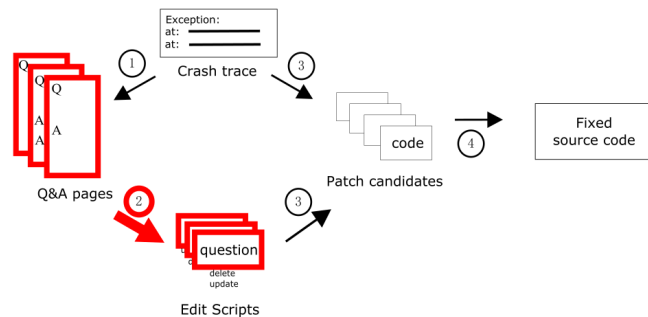 Exception:
at:
at:
Crash trace
1
3
Q
Q
Q
A
A
A
Q&A pages
code
Patch candidates
4
Fixed
source code
2
3
question
delete
update
Edit Scripts